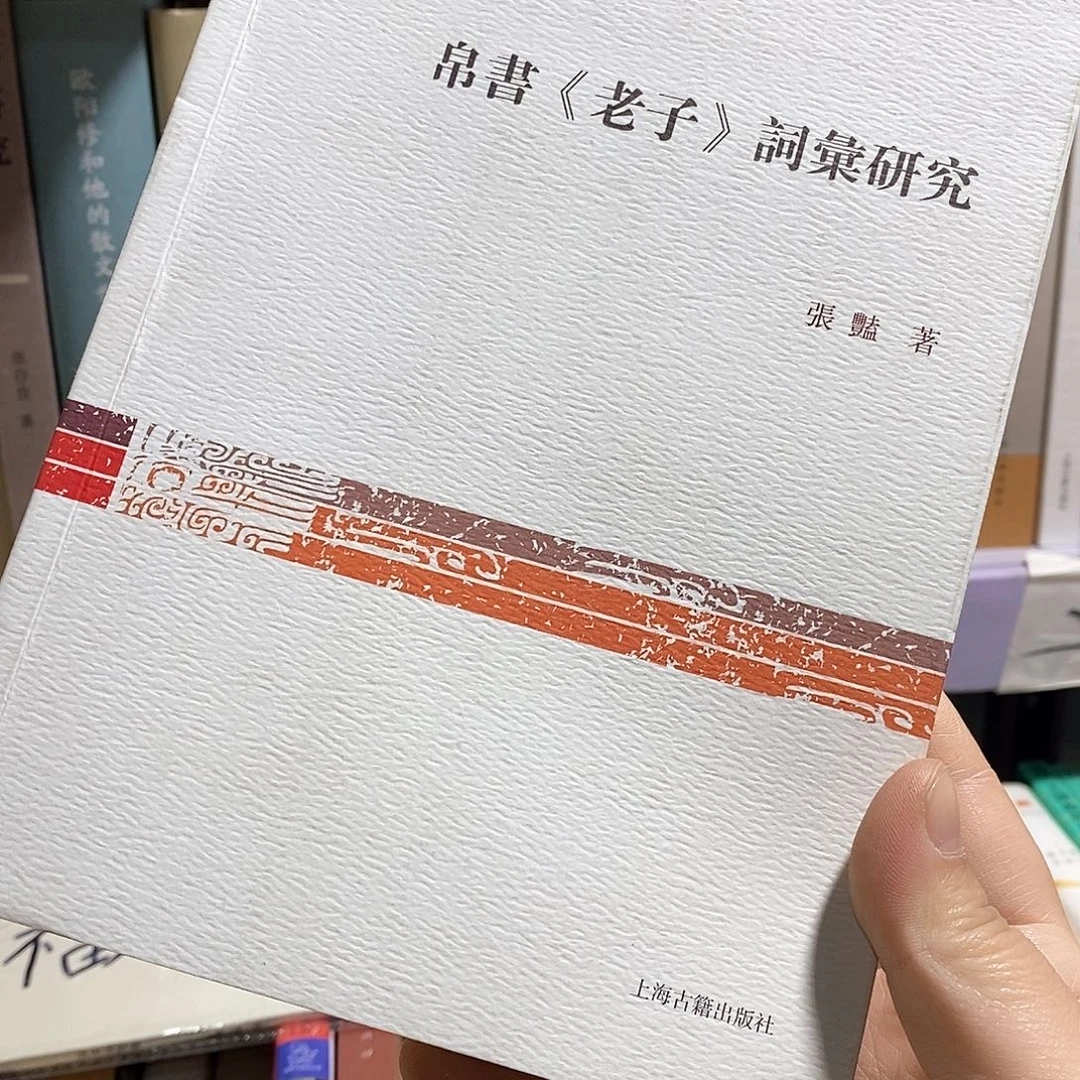 帛書《老子》詞彙研究
張豔 著
上海古籍出版社
欧阳修和他的散文